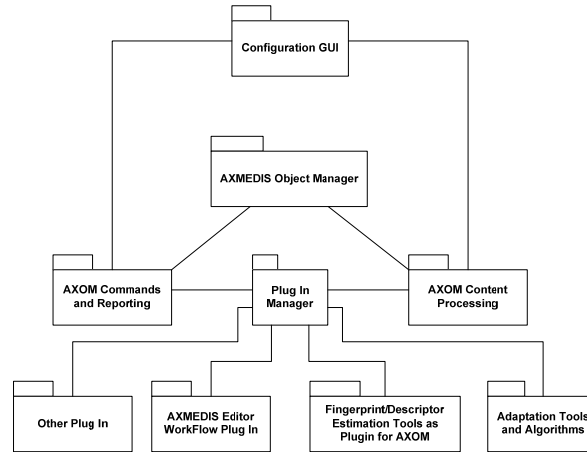 Configuration GUI
AXMEDIS Object Manager
AXOM Commands
and Reporting
Plug In
Manager
AXOM Content
Processing
Other Plug In
AXMEDIS Editor
WorkFlow Plug In
Fingerprint/Descriptor
Estimation Tools as
Plugin for AXOM
Adaptation Tools
and Algorithms